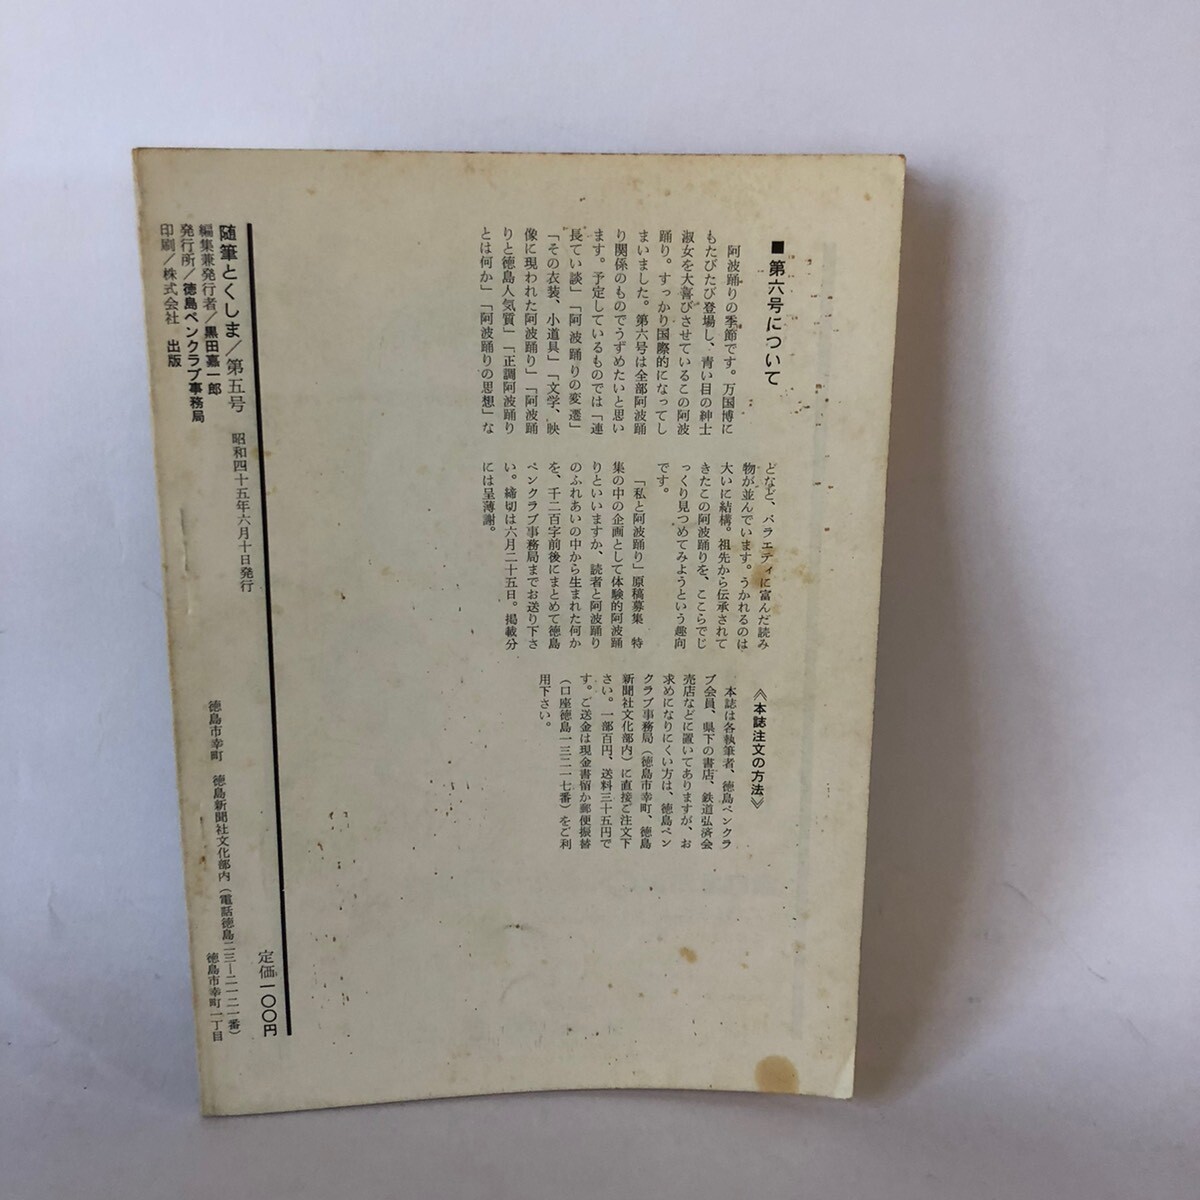 ■第六号について
阿波踊りの季節です。万国博に
もたびたび登場し、青い目の紳士
淑女を大喜びさせているこの阿波
踊り。すっかり国際的になってし
まいました。第六号は全部阿波踊
り関係のものでうずめたいと思い
ます。予定しているものでは「連
長てい談」「阿波踊りの変遷」
「その衣装、小道具」「文学、映
像に現われた阿波踊り」「阿波踊
りと徳島人気質」「正調阿波踊り
とは何か」「阿波踊りの思想」な
どなど、バラエティに富んだ読み
物が並んでいます。うかれるのは
大いに結構。祖先から伝承されて
きたこの阿波踊りを、ここらでじ
っくり見つめてみようという趣向
です。
「私と阿波踊り」原稿募集 特
集の中の企画として体験的阿波踊
りといいますか、読者と阿波踊り
のふれあいの中から生まれた何か
を、千二百字前後にまとめて徳島
ペンクラブ事務局までお送り下さ
い。締切は六月二十五日。掲載分
には呈薄謝。
《本誌注文の方法》
本誌は各執筆者、徳島ペンクラ
ブ会員、県下の書店、鉄道弘済会
売店などに置いてありますが、お
求めになりにくい方は、徳島ペン
クラブ事務局（徳島市幸町、徳島
新聞社文化部内）に直接ご注文下
さい。一部百円、送料三十五円で
す。ご送金は現金書留か郵便振替
（口座徳島一三二一七番）をご利
用下さい。
定価一〇〇円
随筆とくしま／第五号 昭和四十五年六月十日発行
編集兼発行者／黒田嘉一郎
発行所／徳島ペンクラブ事務局 徳島市幸町 徳島新聞社文化部内（電話徳島二三―二一二一番）
印刷／株式会社 出版 徳島市幸町一丁目